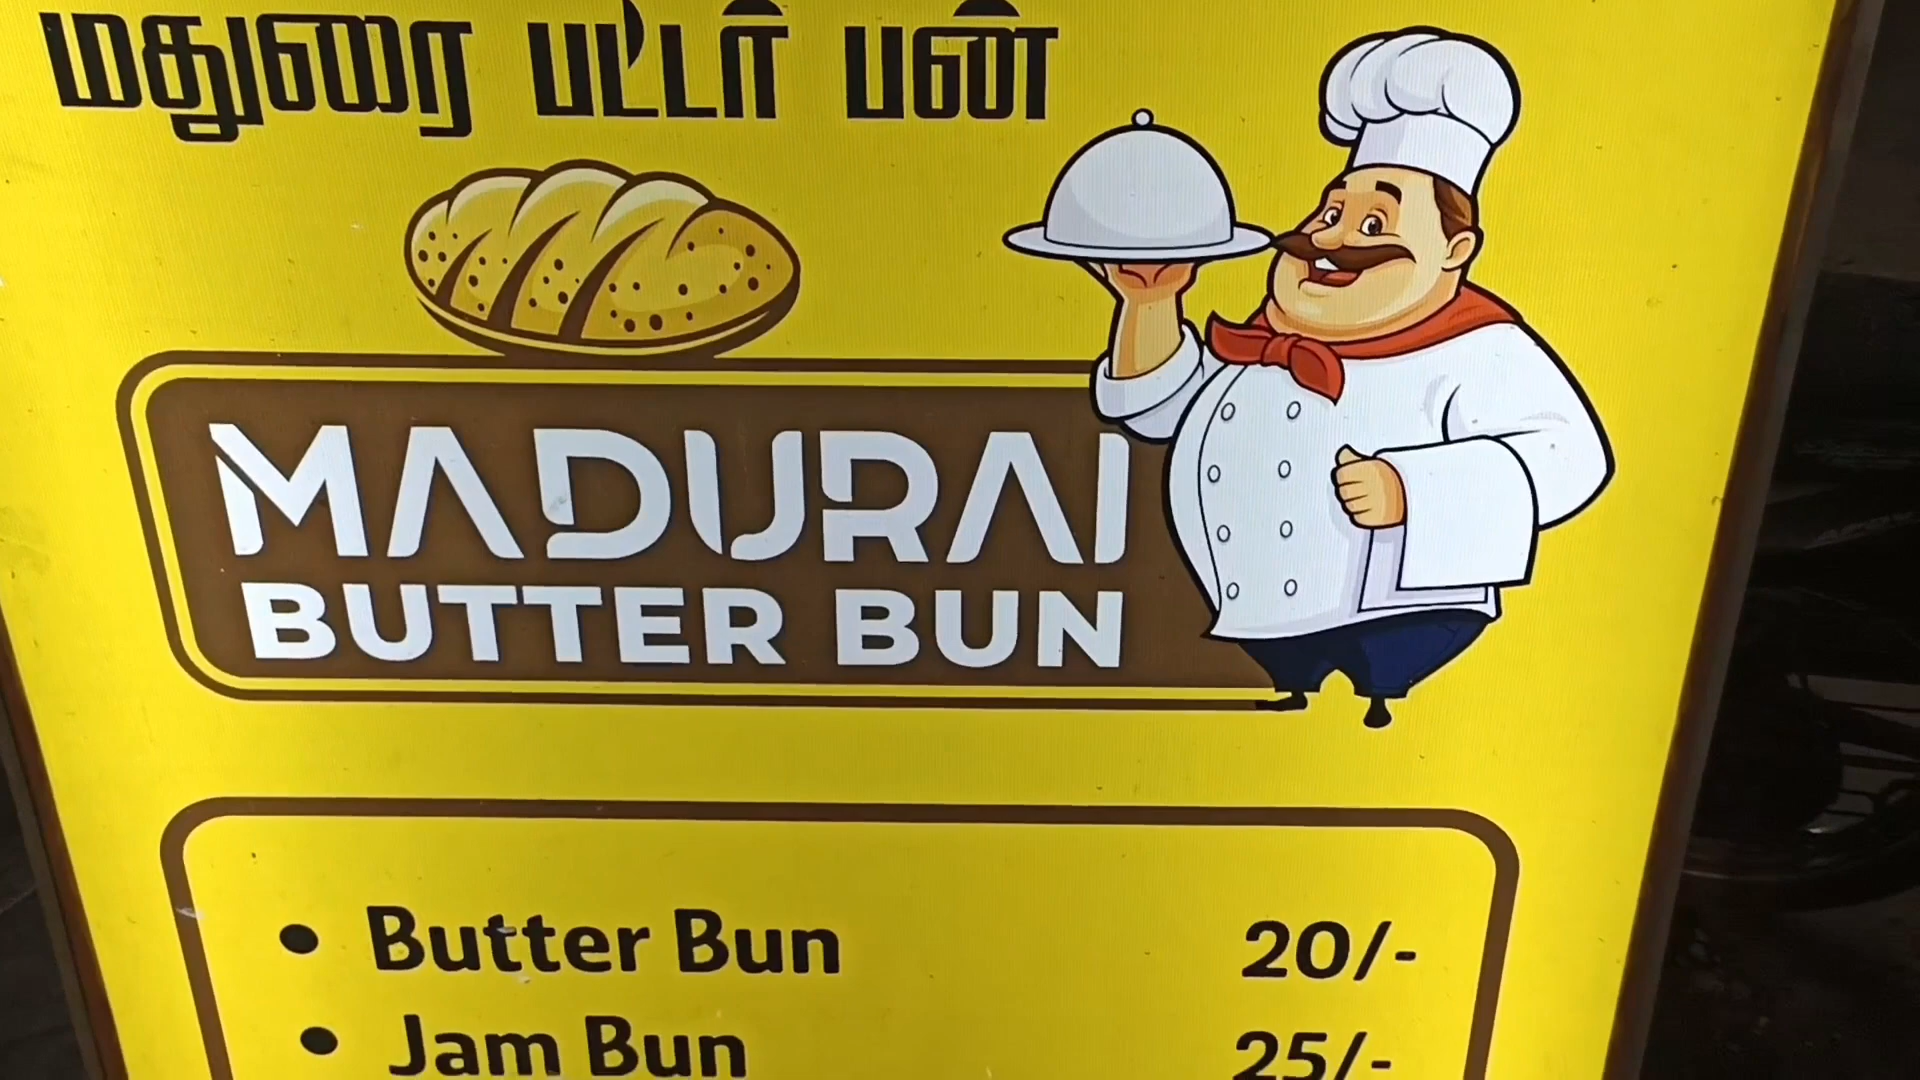 மதுரை பட்டர் பன்
MADURAI
BUTTER BUN
• Butter Bun 20/-
• Jam Bun 25/-